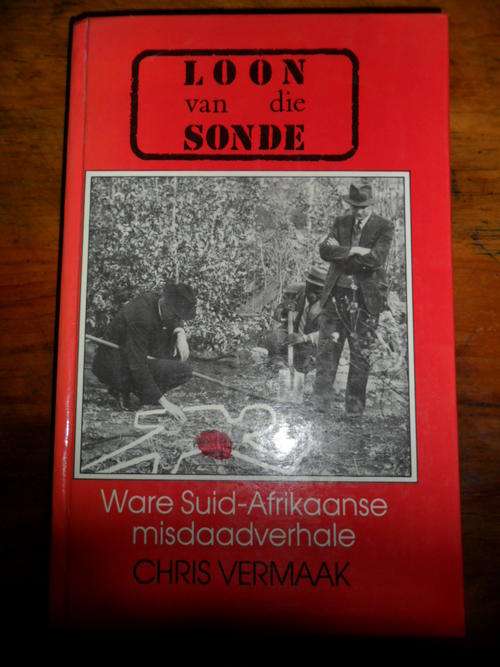 LOON
van die
SONDE
Ware Suid-Afrikaanse
misdaadverhale
CHRIS VERMAAK